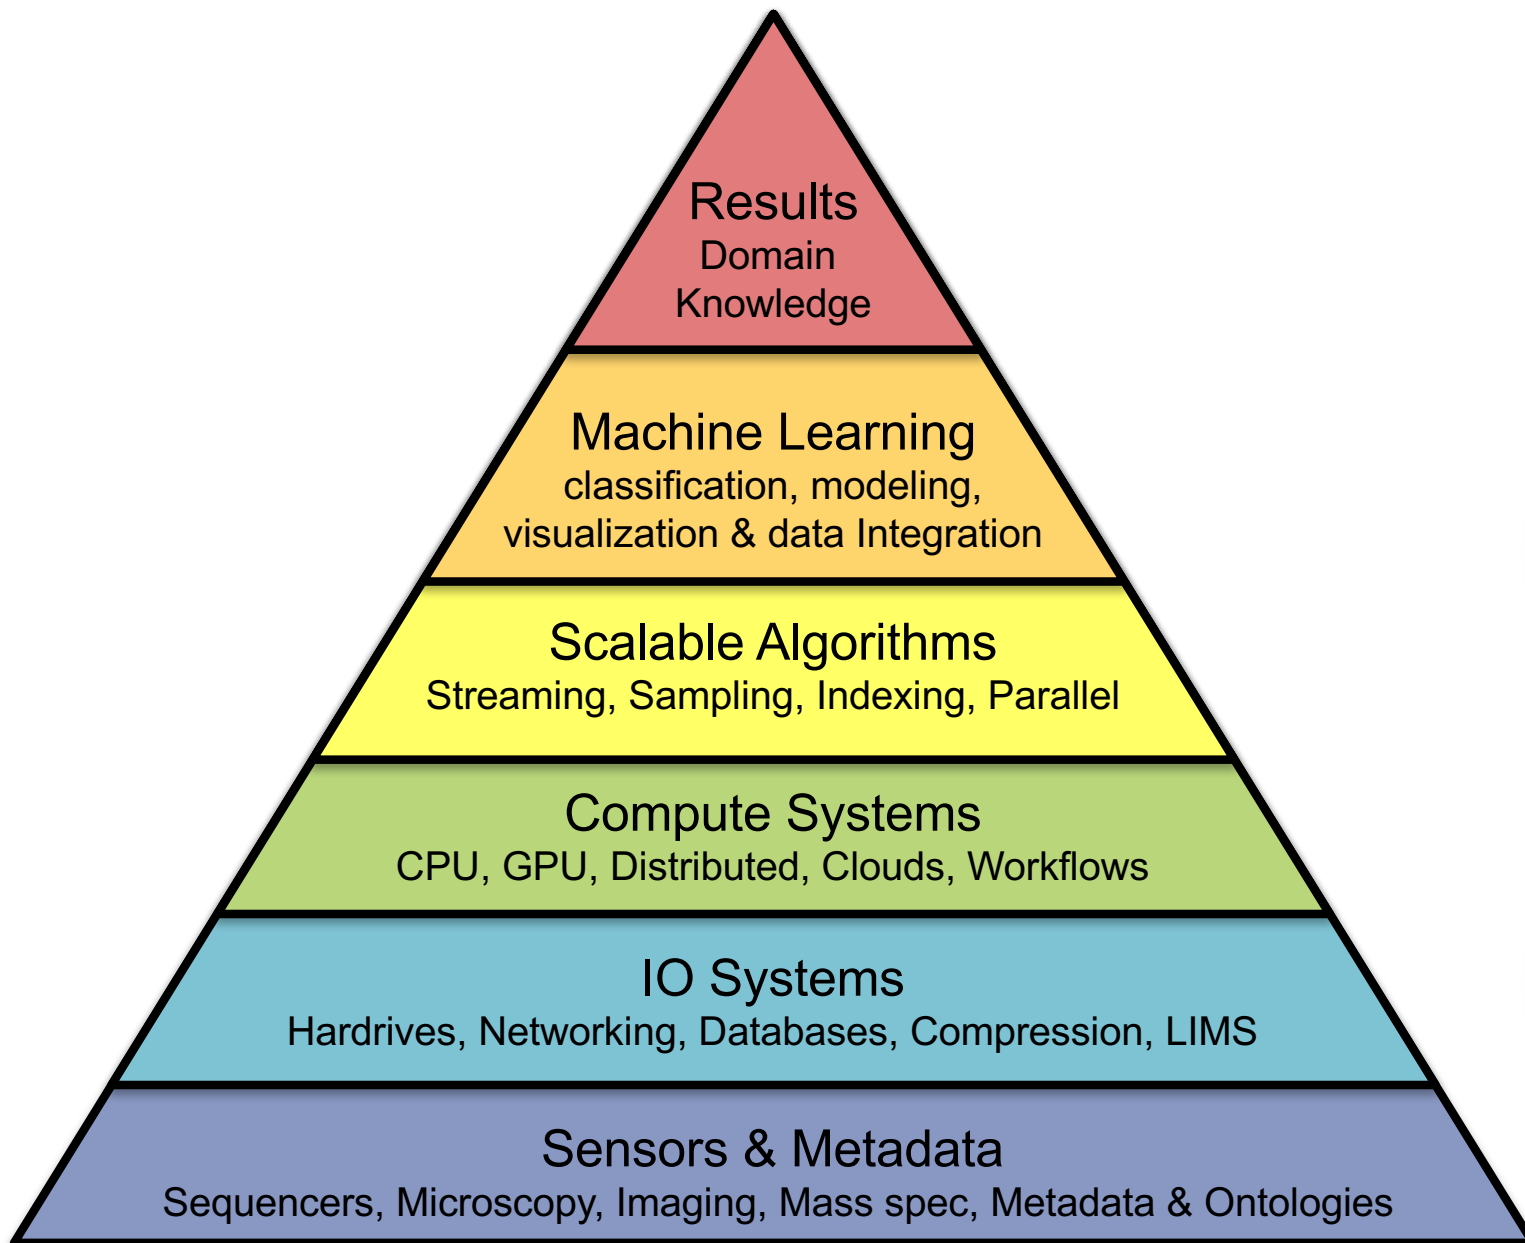 Results
Domain
Knowledge
Machine Learning
classification, modeling,
visualization & data Integration
Scalable Algorithms
Streaming, Sampling, Indexing, Parallel
Compute Systems
CPU, GPU, Distributed, Clouds, Workflows
IO Systems
Hardrives, Networking, Databases, Compression, LIMS
Sensors & Metadata
Sequencers, Microscopy, Imaging, Mass spec, Metadata & Ontologies